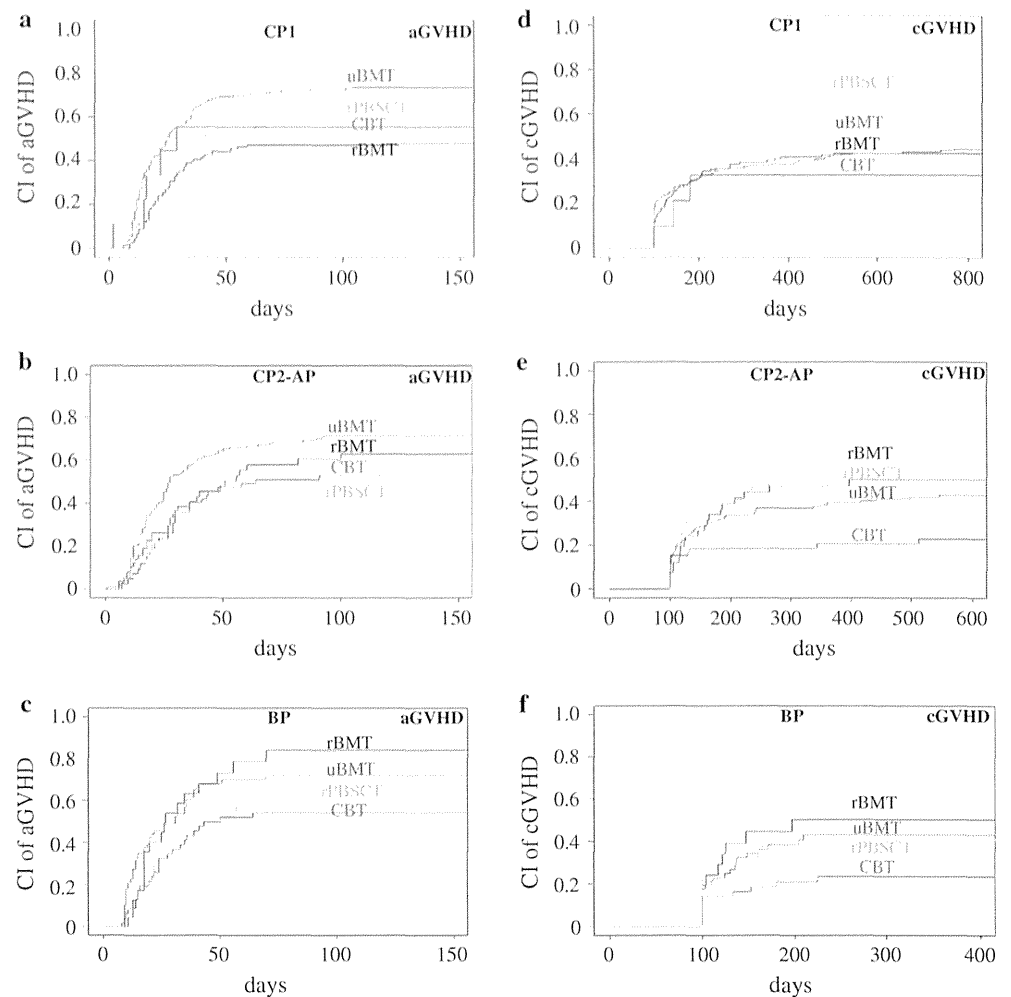 a
CP1 aGVHD
CI of aGVHD
1.0
0.8
0.6
0.4
0.2
0
uBMT
rPBSCT
CBT
rBMT
0 50 100 150
days
d
CP1 cGVHD
CI of cGVHD
1.0
0.8
0.6
0.4
0.2
0
rPBSCT
uBMT
rBMT
CBT
0 200 400 600 800
days
b
CP2-AP aGVHD
CI of aGVHD
1.0
0.8
0.6
0.4
0.2
0
uBMT
rBMT
CBT
rPBSCT
0 50 100 150
days
e
CP2-AP cGVHD
CI of cGVHD
1.0
0.8
0.6
0.4
0.2
0
rBMT
rPBSCT
uBMT
CBT
0 100 200 300 400 500 600
days
c
BP aGVHD
CI of aGVHD
1.0
0.8
0.6
0.4
0.2
0
rBMT
uBMT
rPBSCT
CBT
0 50 100 150
days
f
BP cGVHD
CI of cGVHD
1.0
0.8
0.6
0.4
0.2
0
rBMT
uBMT
rPBSCT
CBT
0 100 200 300 400
days